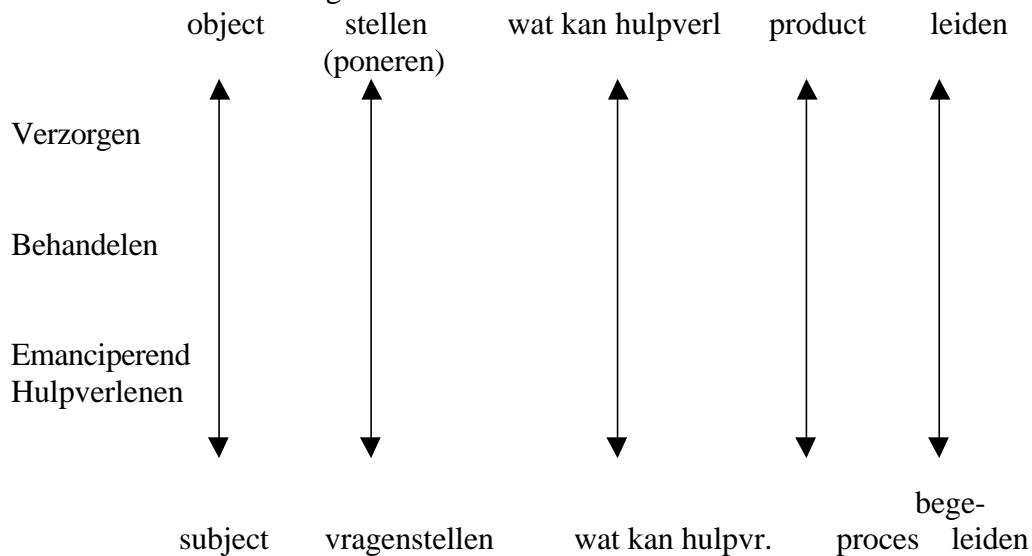 object stellen wat kan hulpverl product leiden
(poneren)
Verzorgen
Behandelen
Emanciperend
Hulpverlenen
bege-
subject vragenstellen wat kan hulpvr. proces leiden